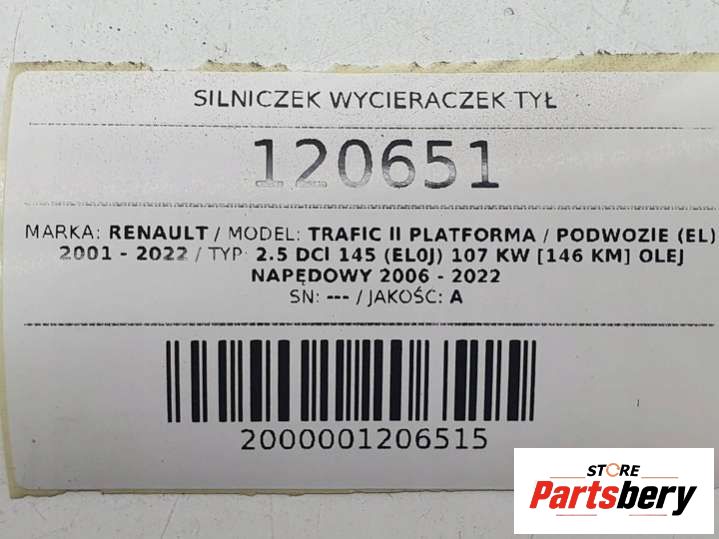 SILNICZEK WYCIERACZEK TYŁ
120651
MARKA: RENAULT / MODEL: TRAFIC II PLATFORMA / PODWOZIE (EL)
2001 - 2022 / TYP: 2.5 DCI 145 (EL0J) 107 KW [146 KM] OLEJ
NAPĘDOWY 2006 - 2022
SN: --- / JAKOŚĆ: A
2000001206515
STORE
Partsbery